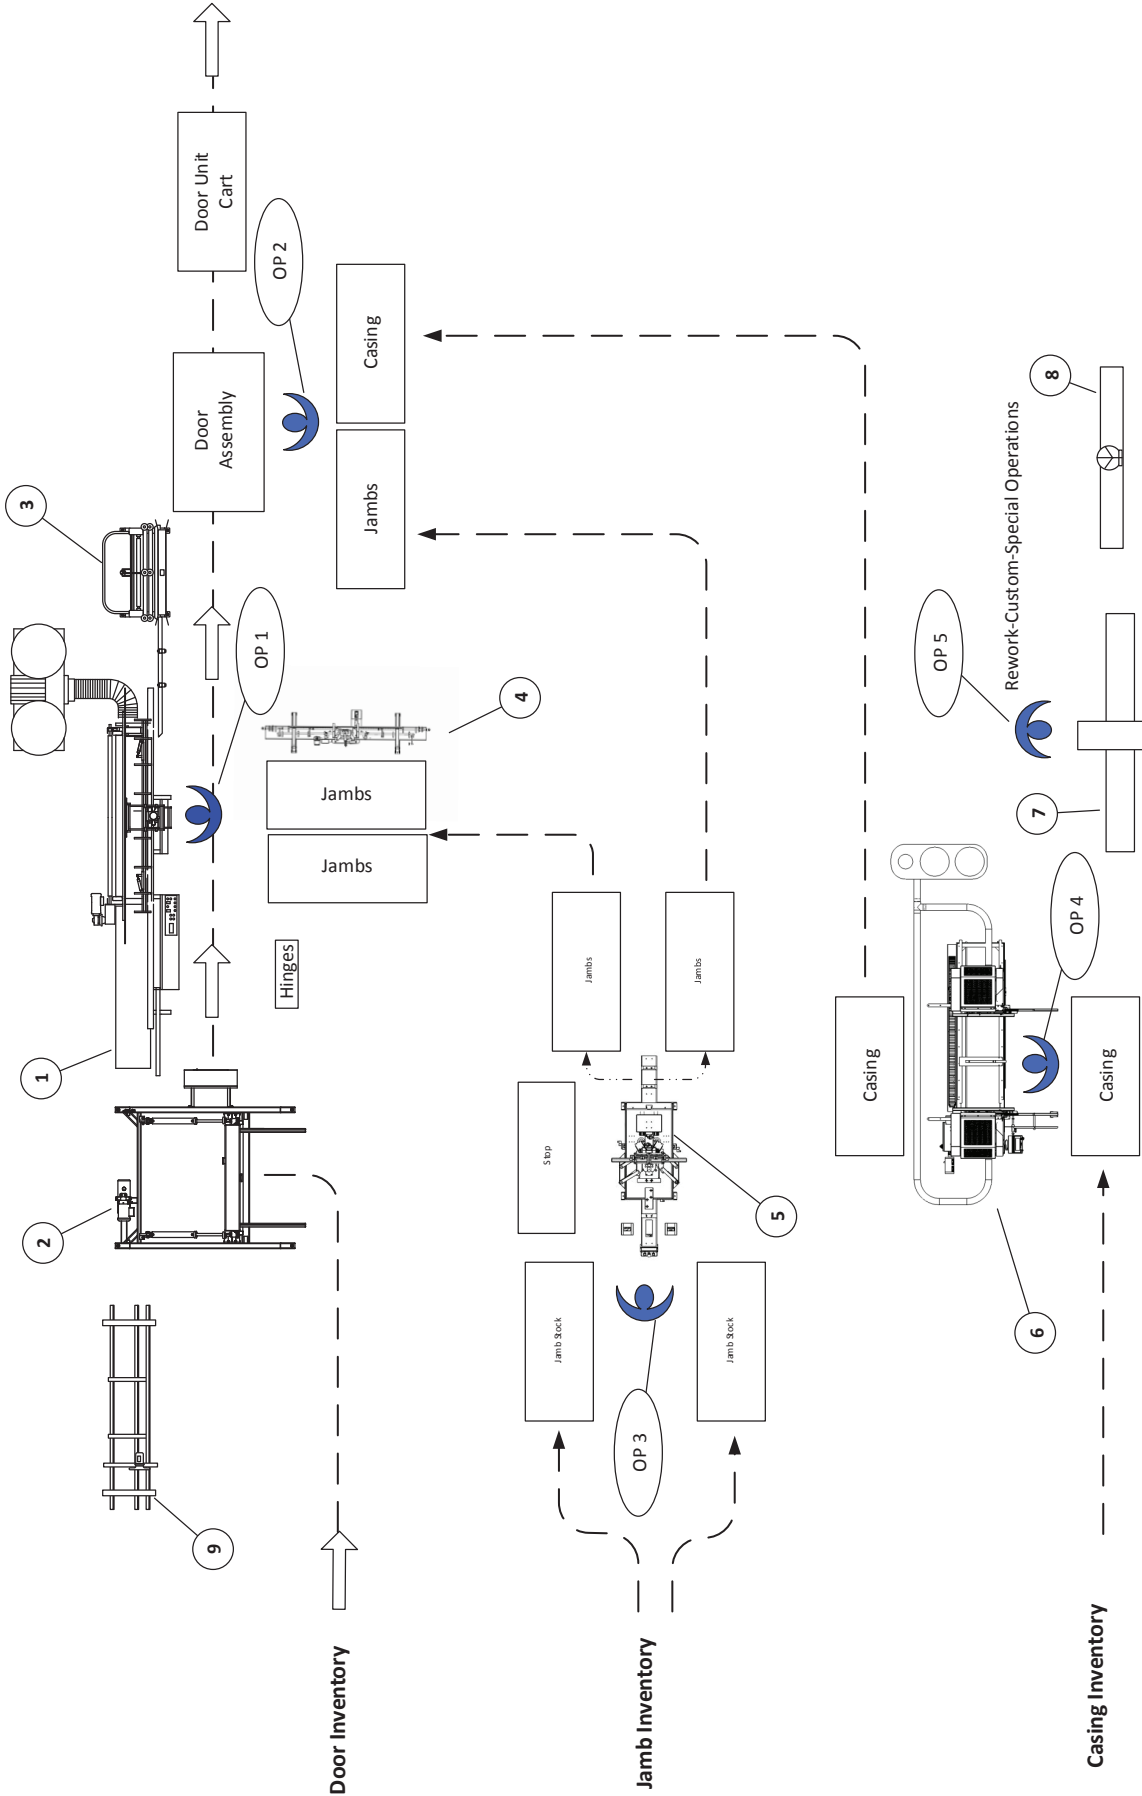 Door Unit
Cart
OP 2
Door
Assembly
Casing
Jambs
3
OP 1
4
Jambs
Jambs
Hinges
1
2
9
Door Inventory
Stop
Jambs
Jambs
5
Jamb Stock
Jamb Stock
OP 3
Jamb Inventory
8
Rework-Custom-Special Operations
OP 5
7
OP 4
Casing
Casing
6
Casing Inventory